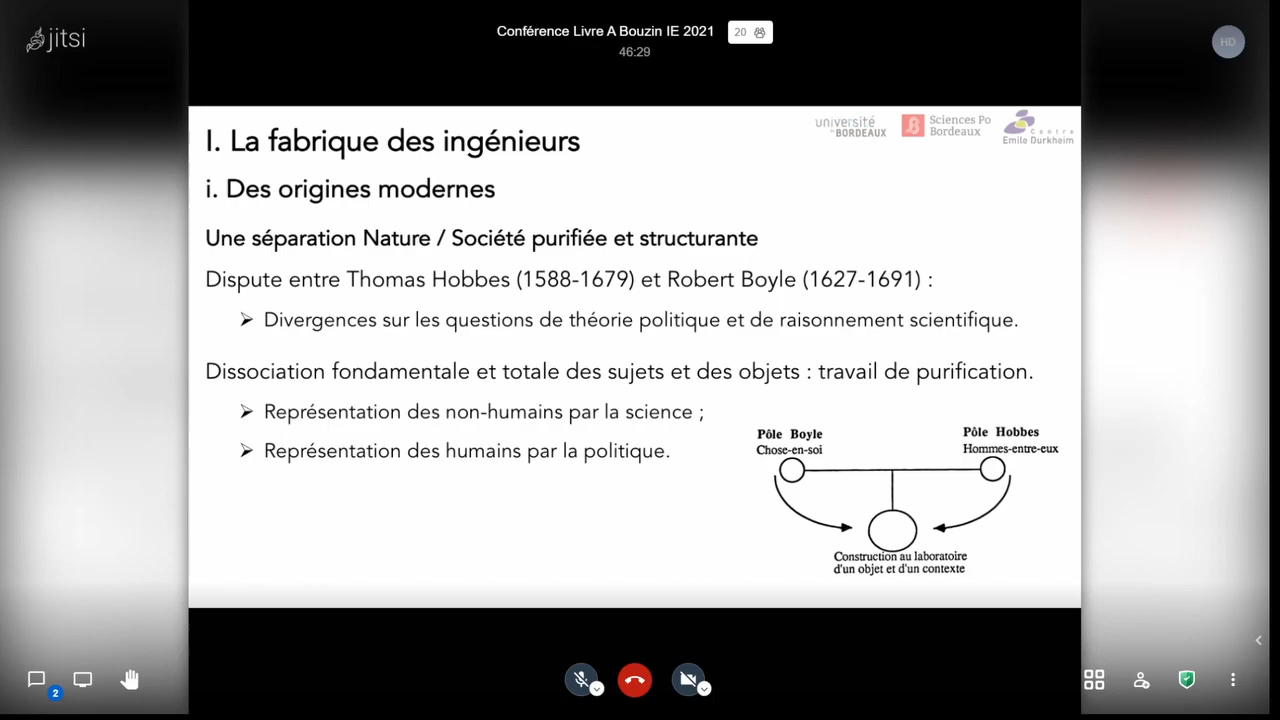 jitsi
Conférence Livre A Bouzin IE 2021
20
46:29
HD
I. La fabrique des ingénieurs
université
de BORDEAUX
Sciences Po
Bordeaux
Centre
Emile Durkheim
i. Des origines modernes
Une séparation Nature / Société purifiée et structurante
Dispute entre Thomas Hobbes (1588-1679) et Robert Boyle (1627-1691) :
➢ Divergences sur les questions de théorie politique et de raisonnement scientifique.
Dissociation fondamentale et totale des sujets et des objets : travail de purification.
➢ Représentation des non-humains par la science ;
➢ Représentation des humains par la politique.
Pôle Boyle
Chose-en-soi
Pôle Hobbes
Hommes-entre-eux
Construction au laboratoire
d'un objet et d'un contexte
2